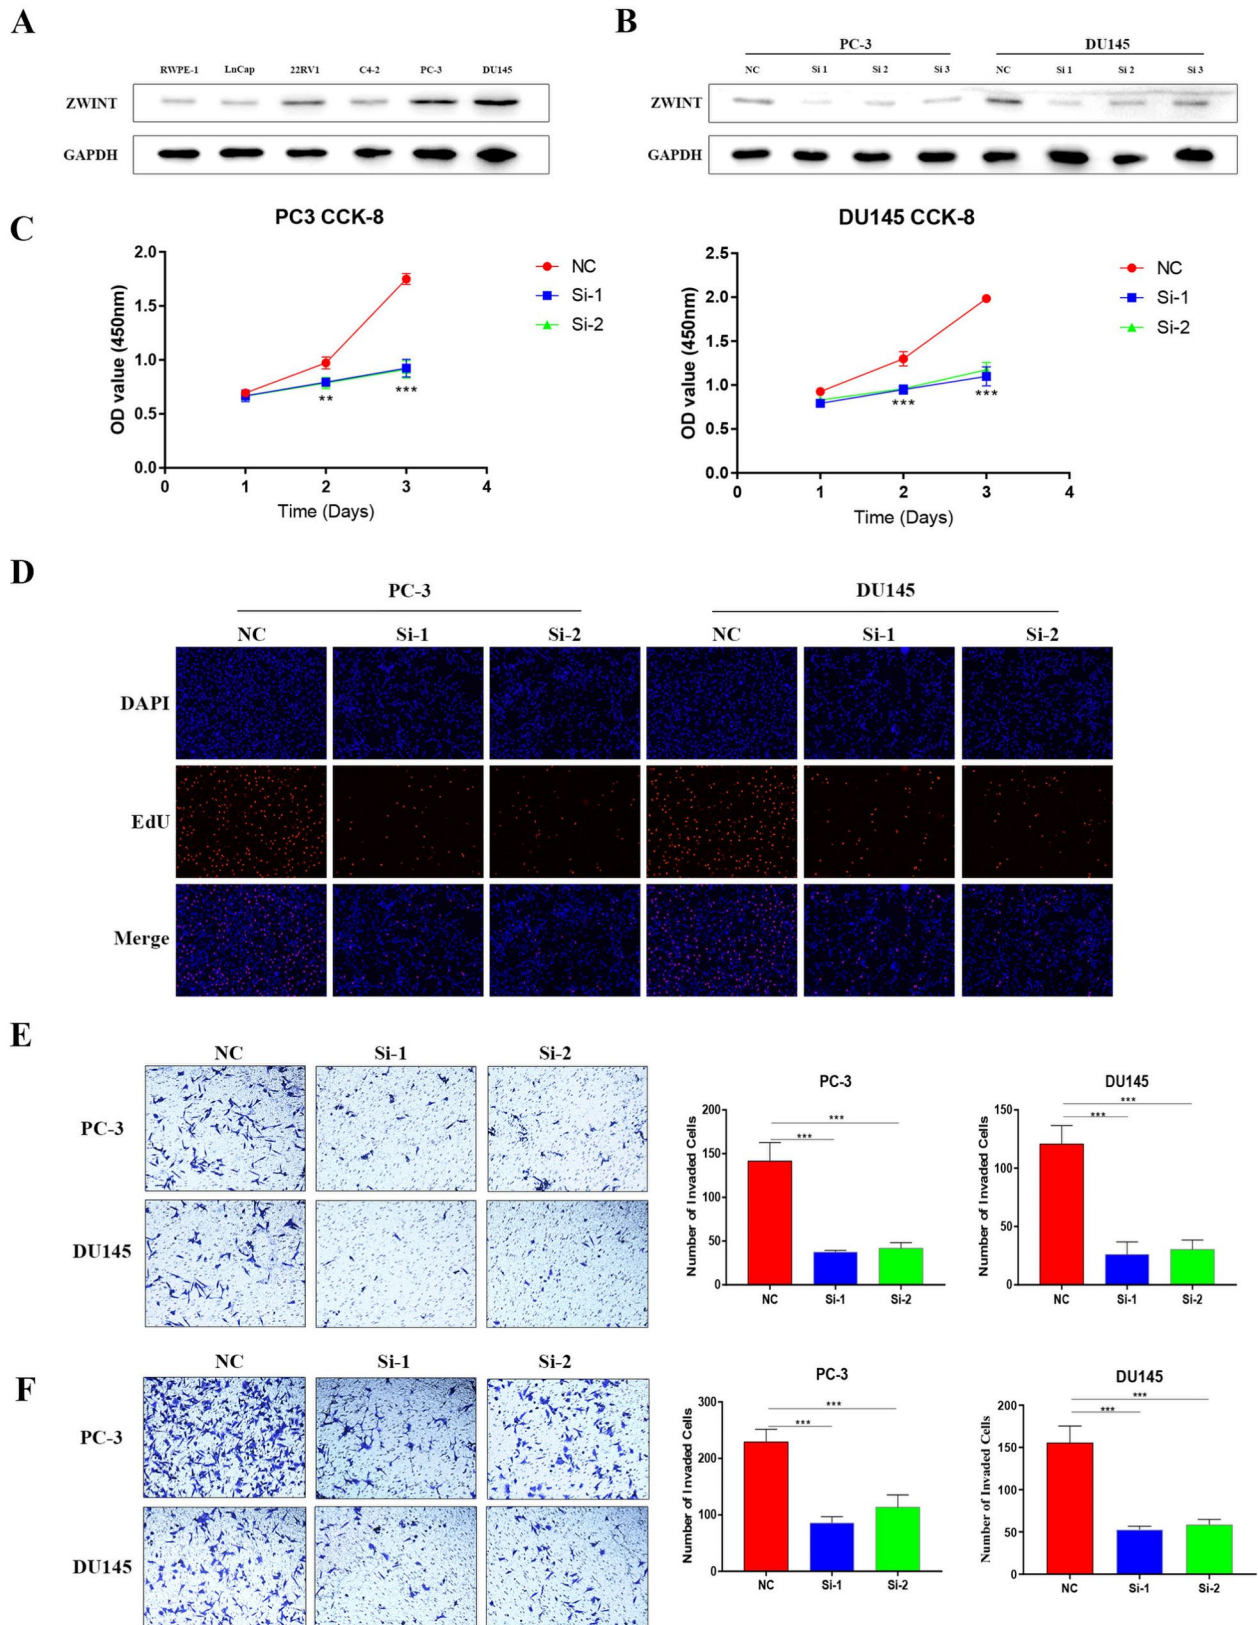 A
RWPE-1 LnCap 22RV1 C4-2 PC-3 DU145
ZWINT
GAPDH
B
PC-3 DU145
NC Si 1 Si 2 Si 3 NC Si 1 Si 2 Si 3
ZWINT
GAPDH
C
PC3 CCK-8
OD value (450nm)
2.0
1.5
1.0
0.5
0.0
0 1 2 3 4
Time (Days)
** ***
NC
Si-1
Si-2
DU145 CCK-8
OD value (450nm)
2.5
2.0
1.5
1.0
0.5
0.0
0 1 2 3 4
Time (Days)
*** ***
NC
Si-1
Si-2
D
PC-3 DU145
NC Si-1 Si-2 NC Si-1 Si-2
DAPI
EdU
Merge
E
NC Si-1 Si-2
PC-3
DU145
PC-3
Number of Invaded Cells
200
150
100
50
0
***
***
NC Si-1 Si-2
DU145
Number of Invaded Cells
150
100
50
0
***
***
NC Si-1 Si-2
F
NC Si-1 Si-2
PC-3
DU145
PC-3
Number of Invaded Cells
300
200
100
0
***
***
NC Si-1 Si-2
DU145
Number of Invaded Cells
200
150
100
50
0
***
***
NC Si-1 Si-2